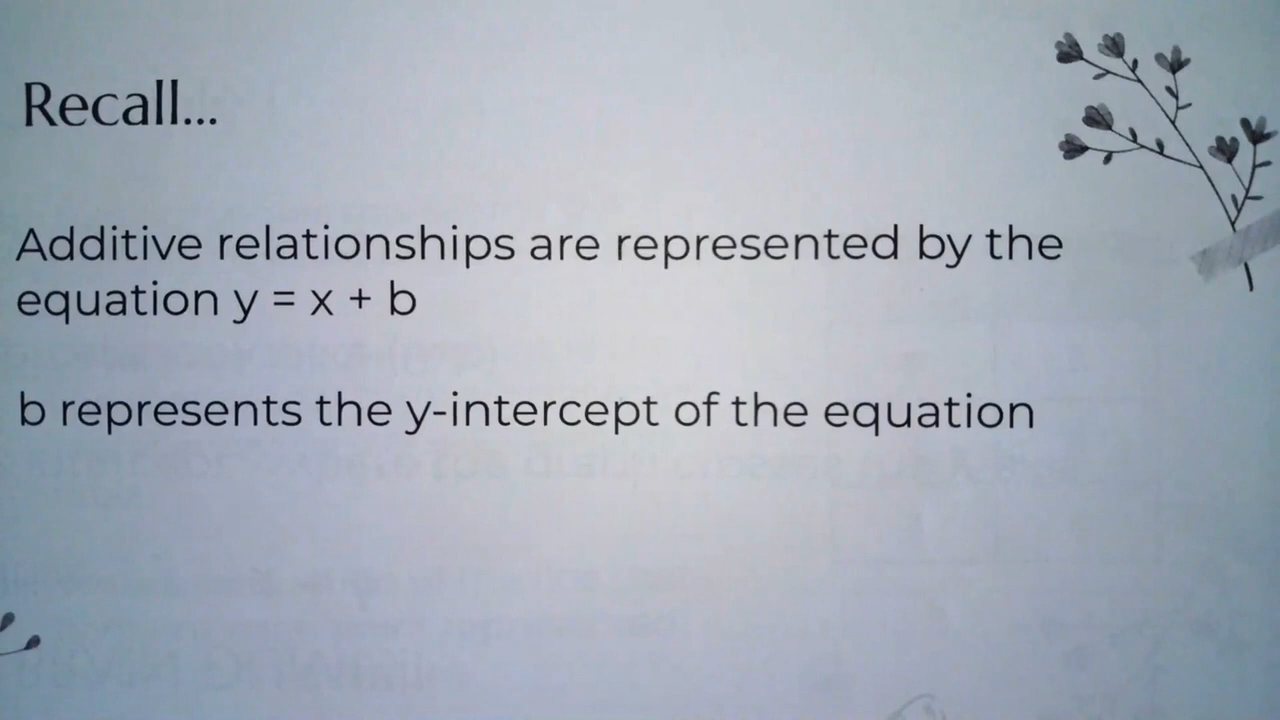 Recall...
Additive relationships are represented by the
equation y = x + b
b represents the y-intercept of the equation